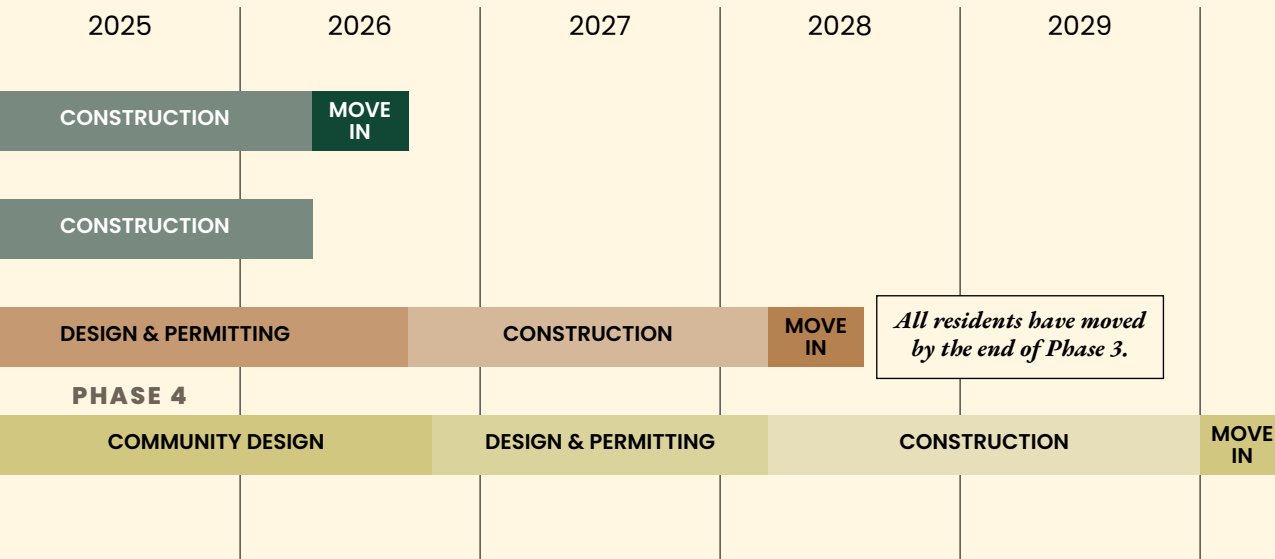 2025 2026 2027 2028 2029
CONSTRUCTION
MOVE
IN
CONSTRUCTION
DESIGN & PERMITTING
CONSTRUCTION
MOVE
IN
All residents have moved
by the end of Phase 3.
PHASE 4
COMMUNITY DESIGN
DESIGN & PERMITTING
CONSTRUCTION
MOVE
IN